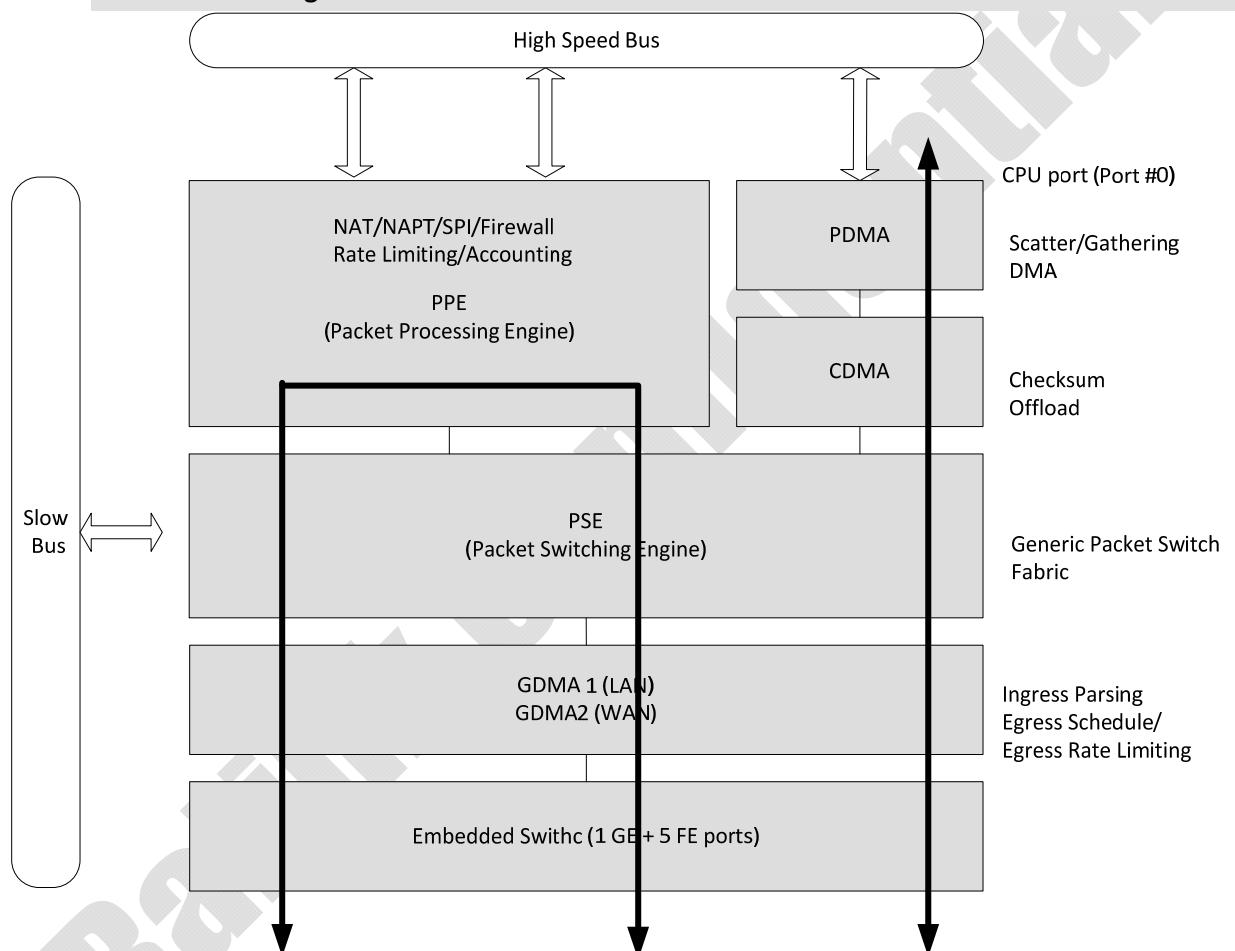 High Speed Bus
CPU port (Port #0)
NAT/NAPT/SPI/Firewall
Rate Limiting/Accounting
PPE
(Packet Processing Engine)
PDMA
Scatter/Gathering
DMA
CDMA
Checksum
Offload
Slow
Bus
PSE
(Packet Switching Engine)
Generic Packet Switch
Fabric
GDMA 1 (LAN)
GDMA2 (WAN)
Ingress Parsing
Egress Schedule/
Egress Rate Limiting
Embedded Swithc (1 GE + 5 FE ports)